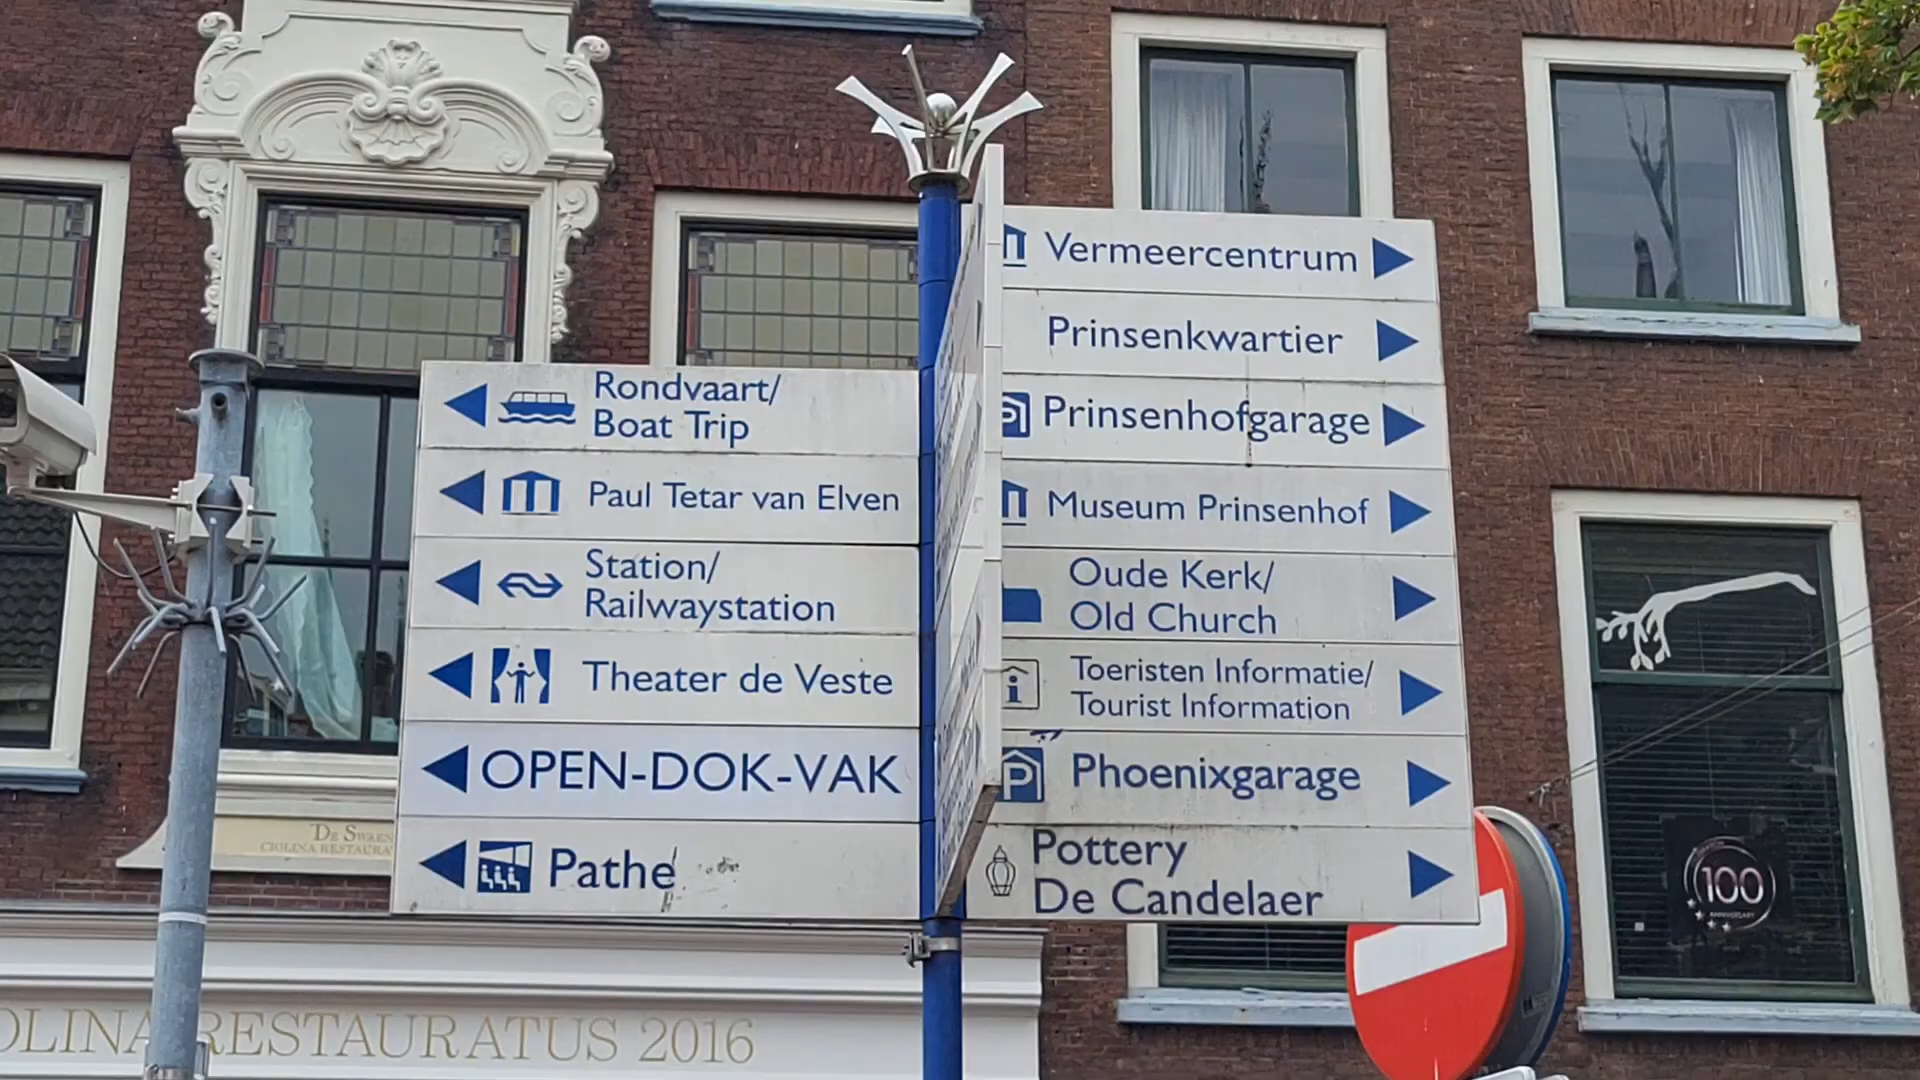 Rondvaart/
Boat Trip
Paul Tetar van Elven
Station/
Railwaystation
Theater de Veste
OPEN-DOK-VAK
Pathe
Vermeercentrum
Prinsenkwartier
Prinsenhofgarage
Museum Prinsenhof
Oude Kerk/
Old Church
Toeristen Informatie/
Tourist Information
P Phoenixgarage
Pottery
De Candelaer
100
ANNIVERSARY
RESTAURATUS 2016